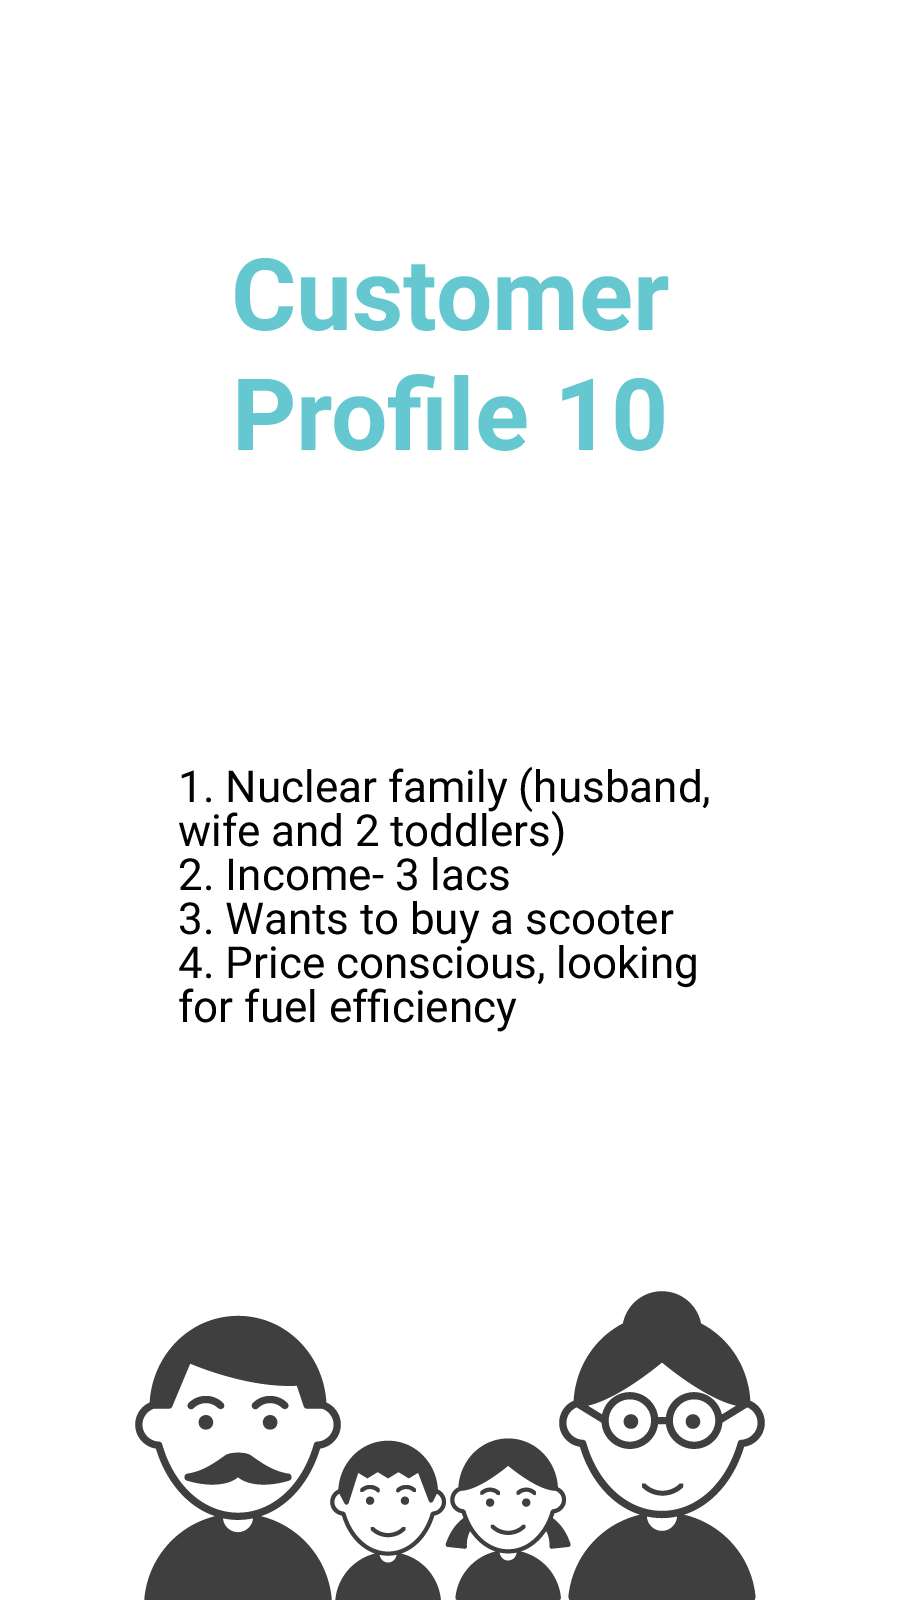 Customer
Profile 10
1. Nuclear family (husband,
wife and 2 toddlers)
2. Income- 3 lacs
3. Wants to buy a scooter
4. Price conscious, looking
for fuel efficiency